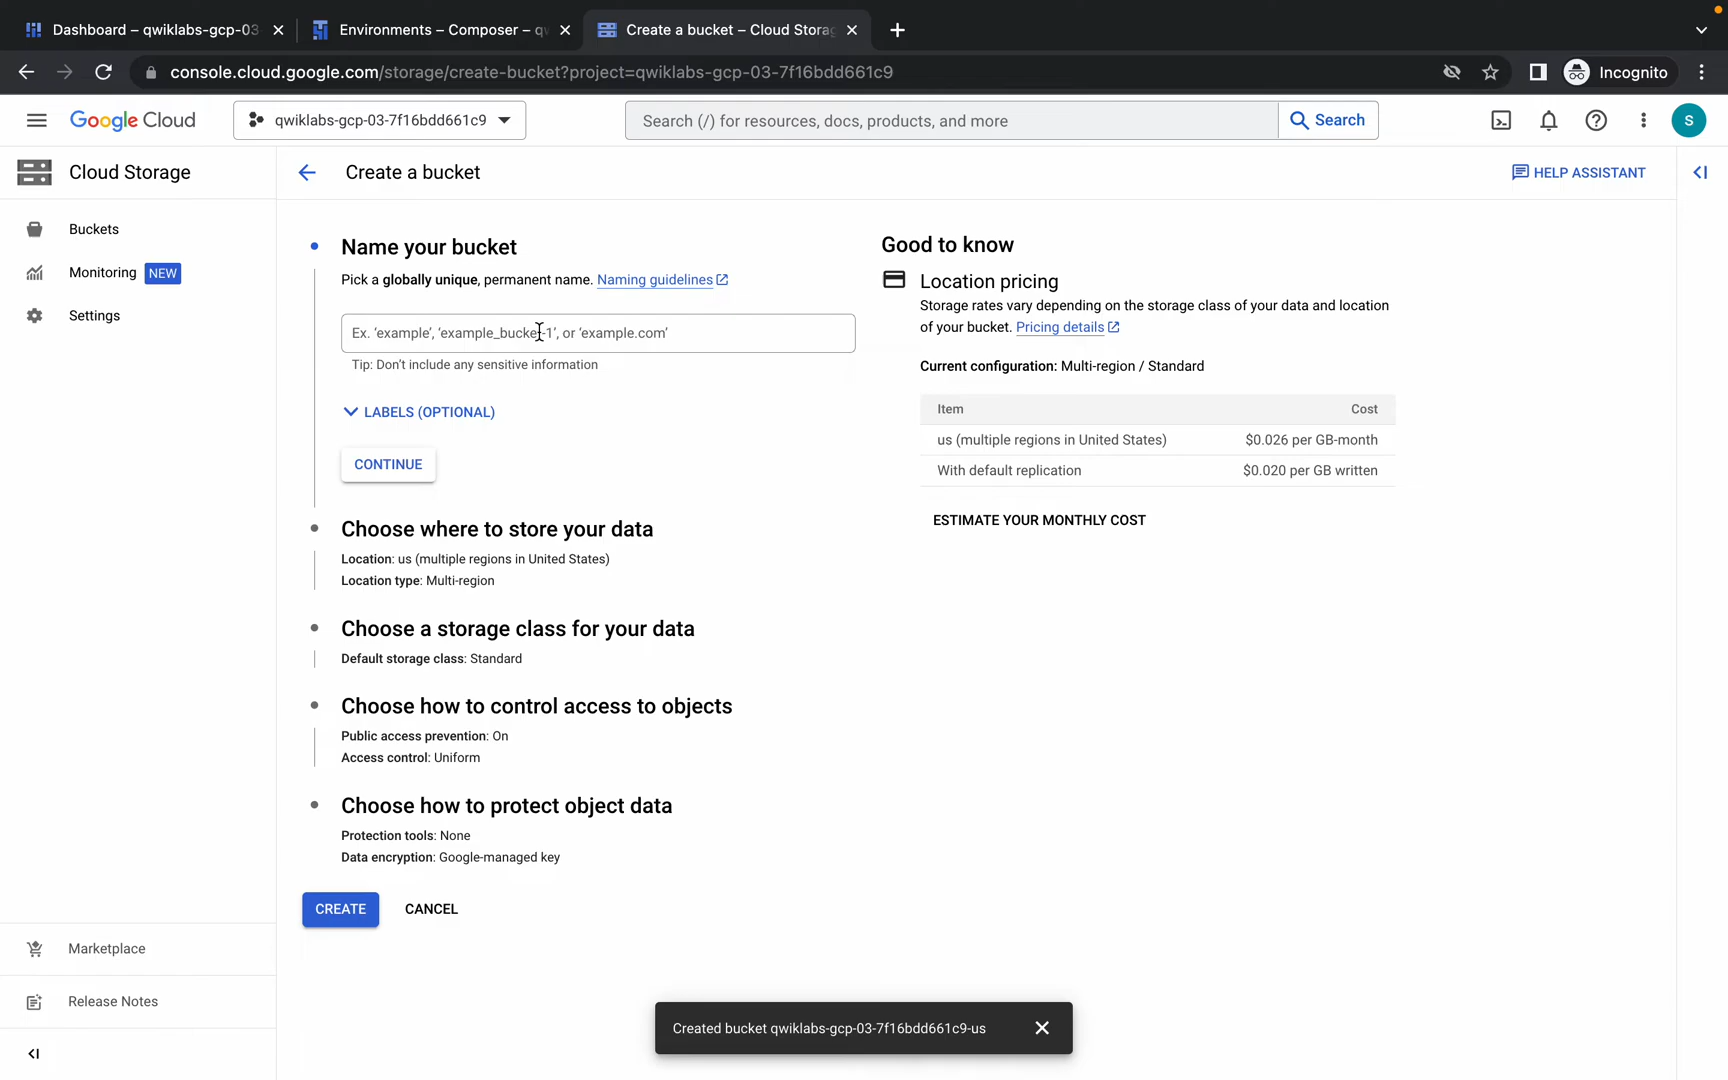 Dashboard – qwiklabs-gcp-03
Environments – Composer – q
Create a bucket – Cloud Storag
console.cloud.google.com/storage/create-bucket?project=qwiklabs-gcp-03-7f16bdd661c9
Incognito
Google Cloud
qwiklabs-gcp-03-7f16bdd661c9
Search (/) for resources, docs, products, and more
Search
S
Cloud Storage
Create a bucket
HELP ASSISTANT
Buckets
Monitoring NEW
Settings
Marketplace
Release Notes
Name your bucket
Pick a globally unique, permanent name. Naming guidelines
Ex. ‘example’, ‘example_bucket-1’, or ‘example.com’
Tip: Don’t include any sensitive information
LABELS (OPTIONAL)
CONTINUE
Choose where to store your data
Location: us (multiple regions in United States)
Location type: Multi-region
Choose a storage class for your data
Default storage class: Standard
Choose how to control access to objects
Public access prevention: On
Access control: Uniform
Choose how to protect object data
Protection tools: None
Data encryption: Google-managed key
CREATE
CANCEL
Good to know
Location pricing
Storage rates vary depending on the storage class of your data and location
of your bucket. Pricing details
Current configuration: Multi-region / Standard
Item Cost
us (multiple regions in United States) $0.026 per GB-month
With default replication $0.020 per GB written
ESTIMATE YOUR MONTHLY COST
Created bucket qwiklabs-gcp-03-7f16bdd661c9-us